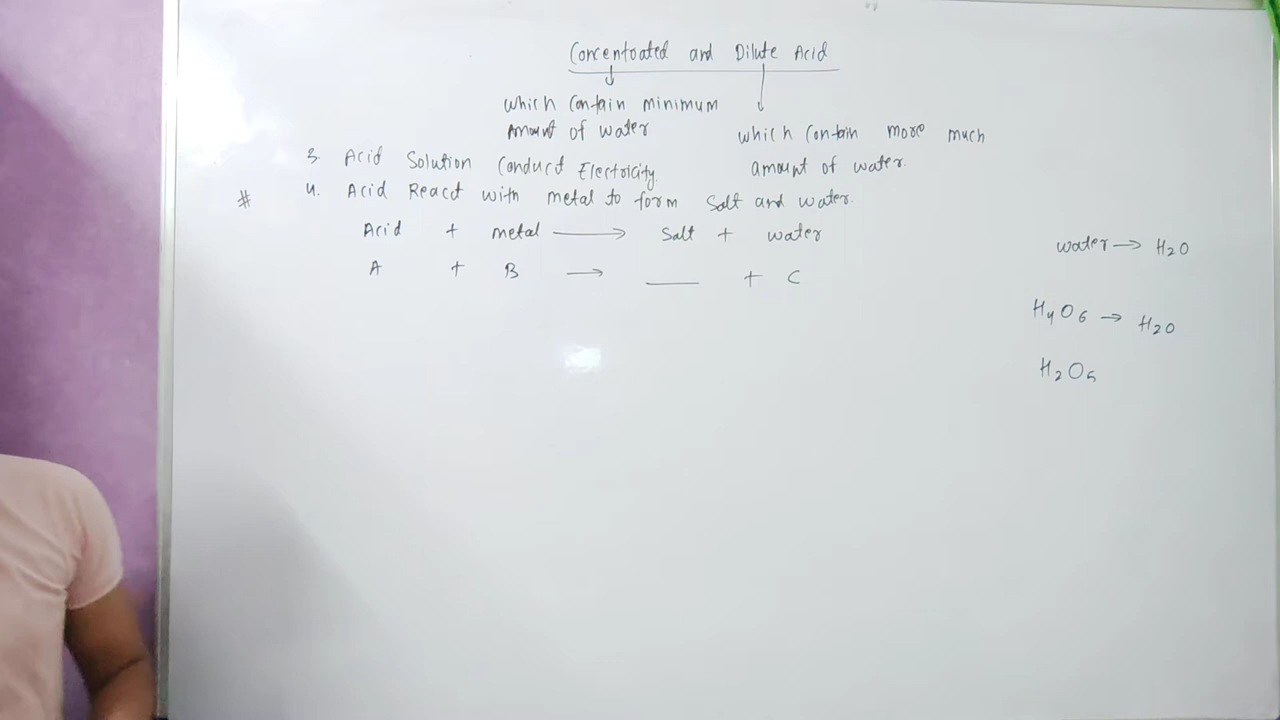 Concentrated and Dilute Acid
which contain minimum
Amount of water
which contain more much
amount of water.
3. Acid Solution Conduct Electricity.
# 4. Acid React with metal to form Salt and water.
Acid + metal ⟶ Salt + water
A + B → ___ + C
water → H2O
H4O6 → H2O
H2O5